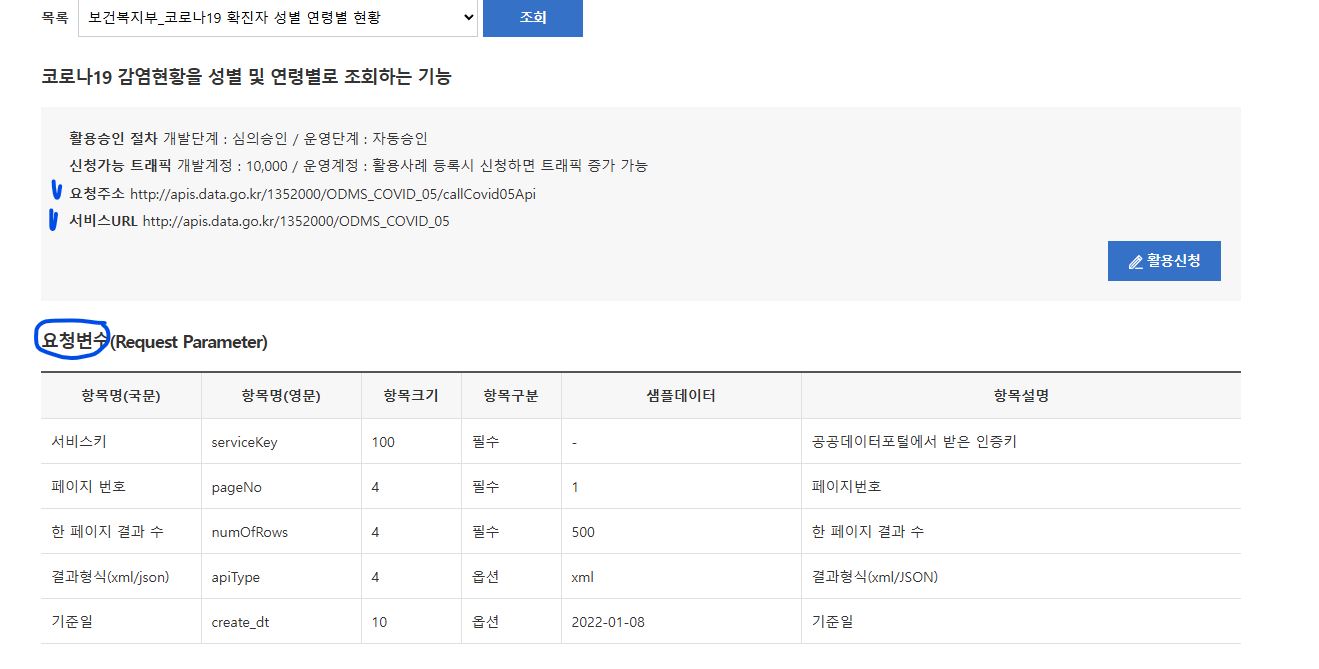 목록 보건복지부_코로나19 확진자 성별 연령별 현황 조회
코로나19 감염현황을 성별 및 연령별로 조회하는 기능
활용승인 절차 개발단계 : 심의승인 / 운영단계 : 자동승인
신청가능 트래픽 개발계정 : 10,000 / 운영계정 : 활용사례 등록시 신청하면 트래픽 증가 가능
요청주소 http://apis.data.go.kr/1352000/ODMS_COVID_05/callCovid05Api
서비스URL http://apis.data.go.kr/1352000/ODMS_COVID_05
활용신청
요청변수(Request Parameter)
항목명(국문) 항목명(영문) 항목크기 항목구분 샘플데이터 항목설명
서비스키 serviceKey 100 필수 - 공공데이터포털에서 받은 인증키
페이지 번호 pageNo 4 필수 1 페이지번호
한 페이지 결과 수 numOfRows 4 필수 500 한 페이지 결과 수
결과형식(xml/json) apiType 4 옵션 xml 결과형식(xml/JSON)
기준일 create_dt 10 옵션 2022-01-08 기준일